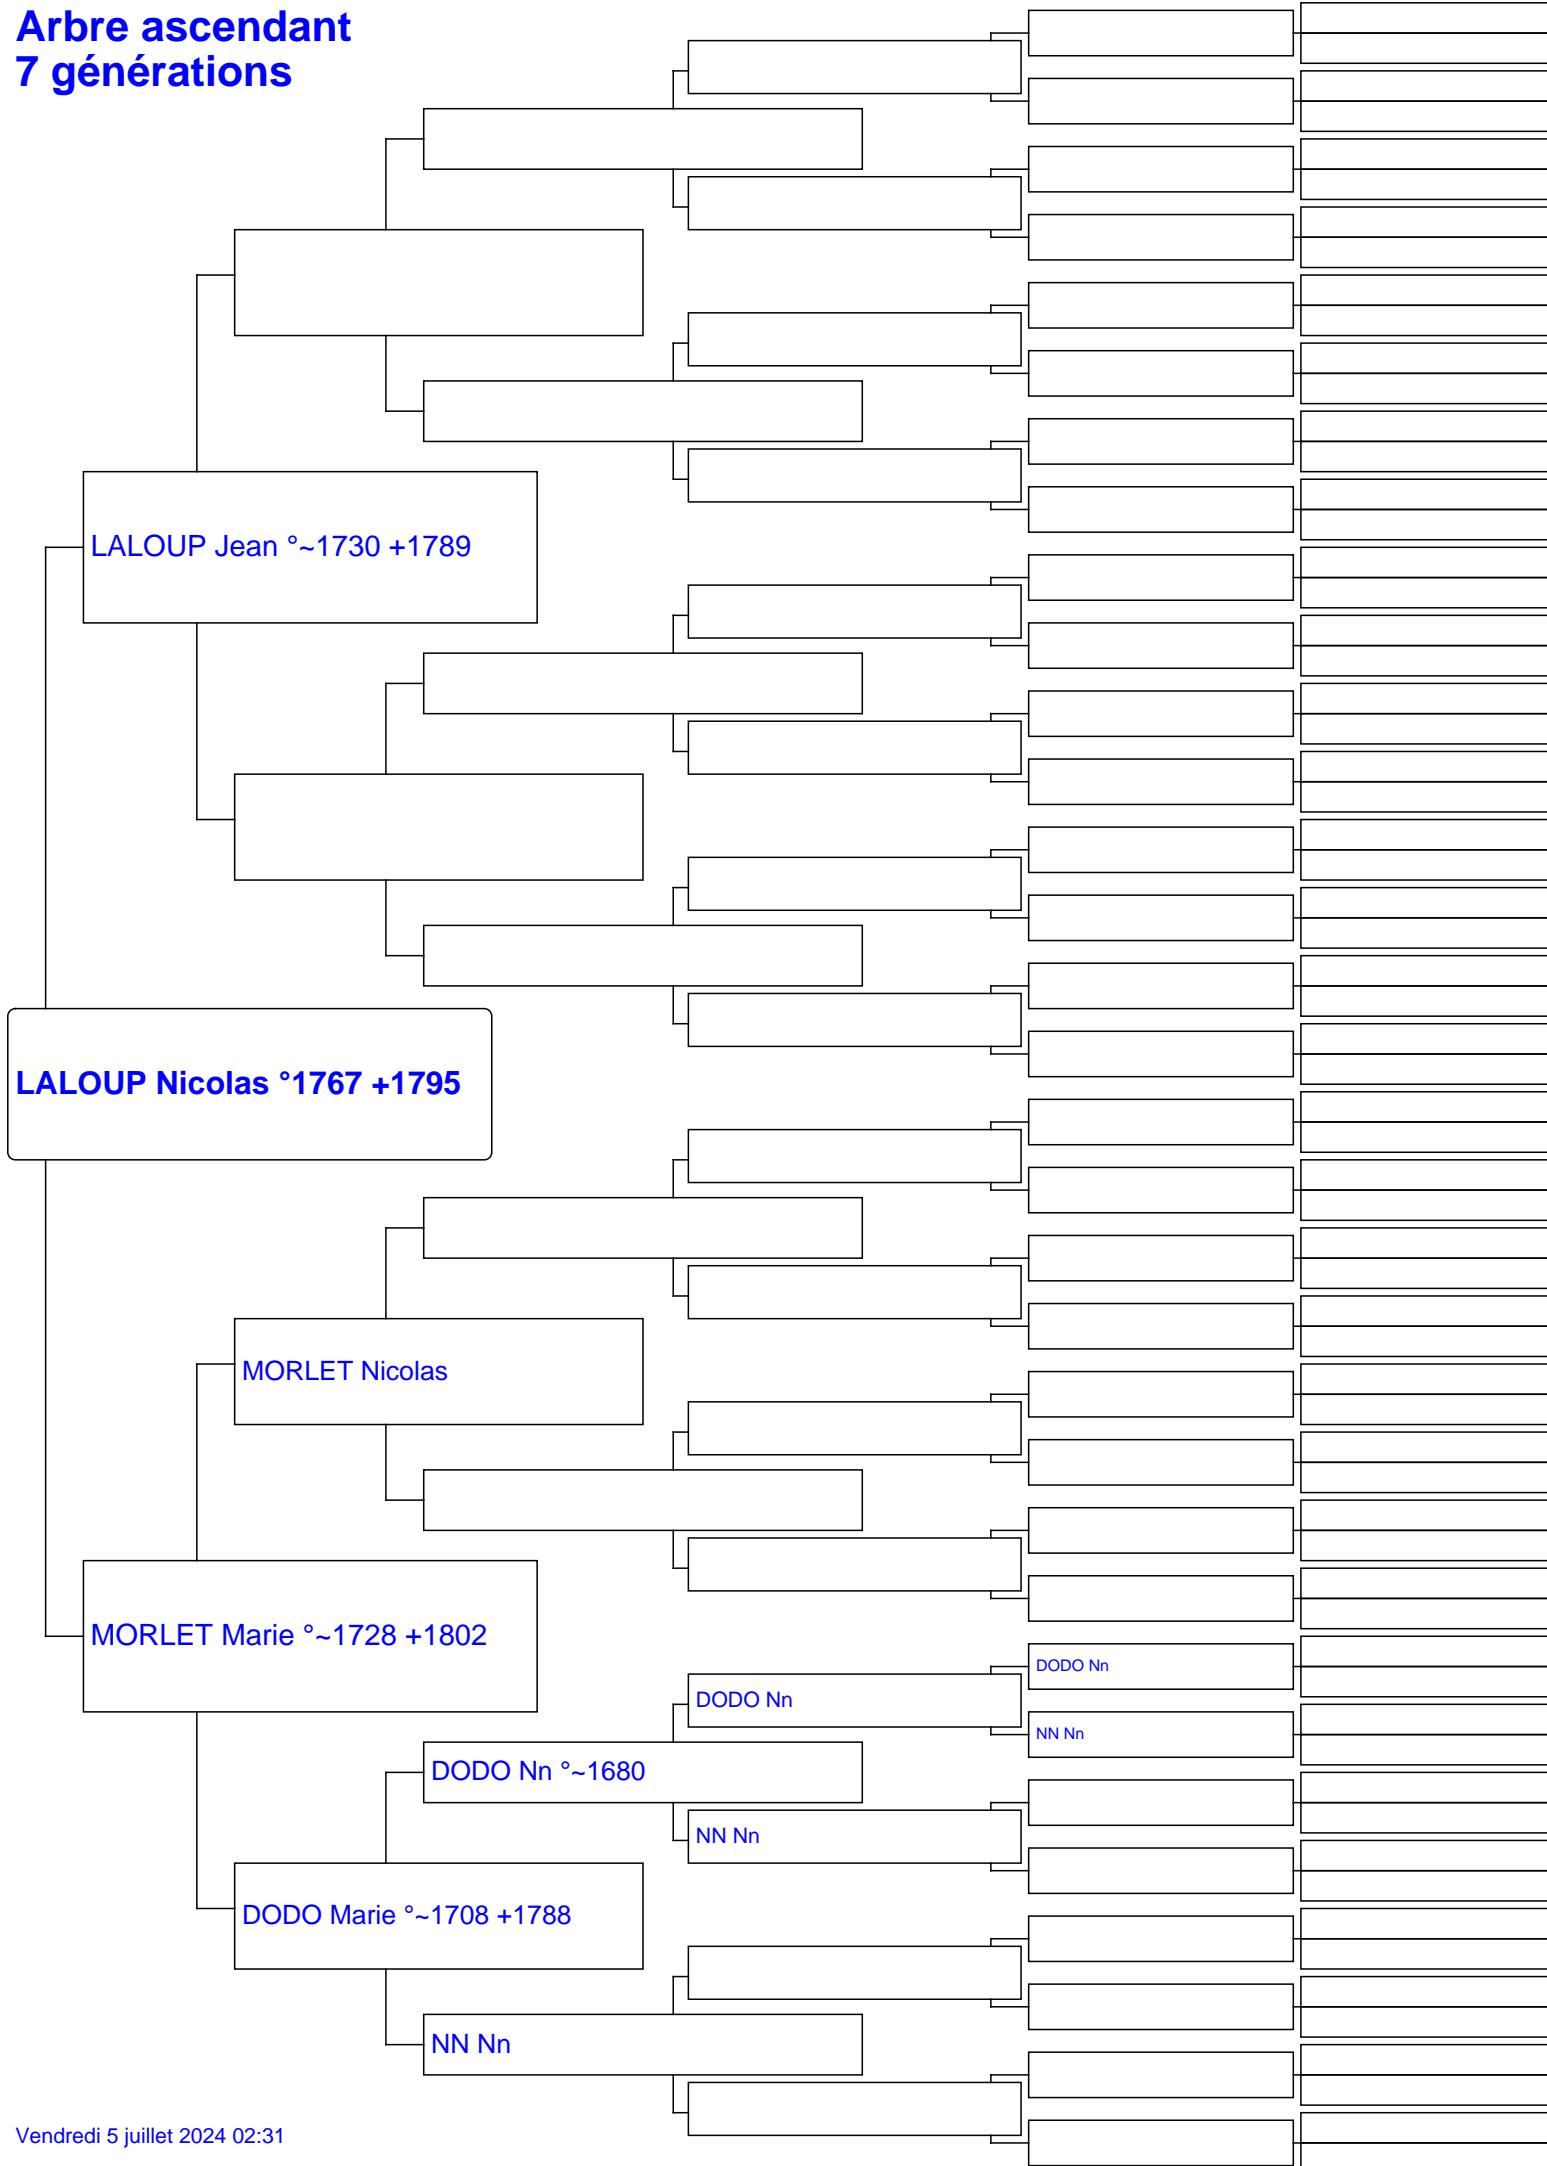 Arbre ascendant
7 générations
LALOUP Jean °~1730 +1789
LALOUP Nicolas °1767 +1795
MORLET Nicolas
MORLET Marie °~1728 +1802
DODO Nn
DODO Nn
NN Nn
DODO Nn °~1680
NN Nn
DODO Marie °~1708 +1788
NN Nn
Vendredi 5 juillet 2024 02:31